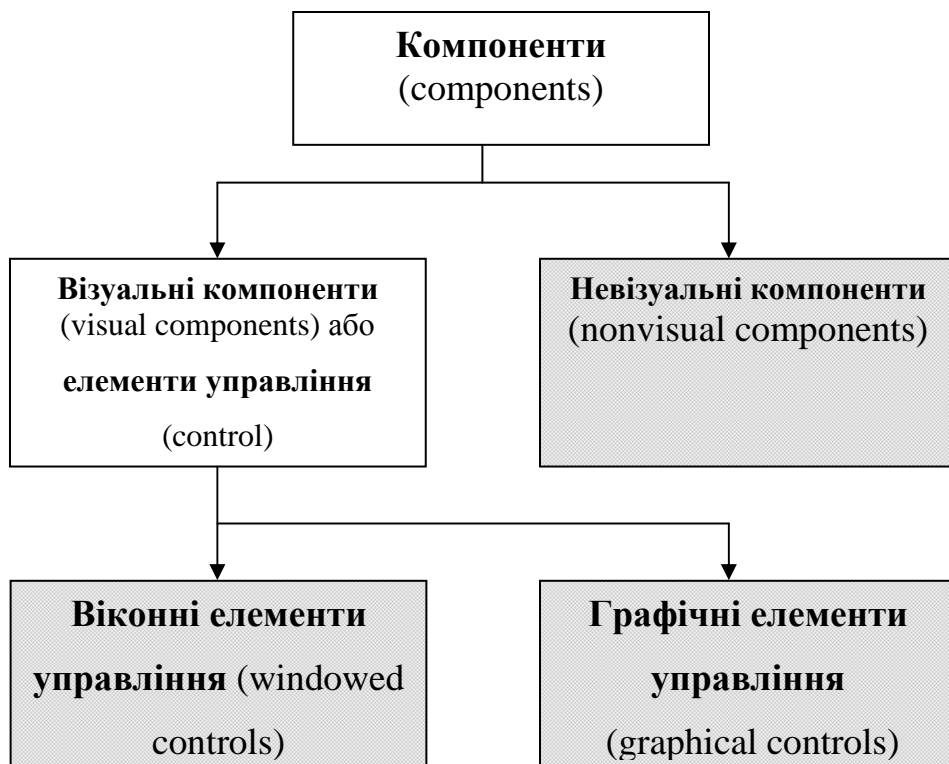 Компоненти
(components)
Візуальні компоненти
(visual components) або
елементи управління
(control)
Невізуальні компоненти
(nonvisual components)
Віконні елементи
управління (windowed
controls)
Графічні елементи
управління
(graphical controls)